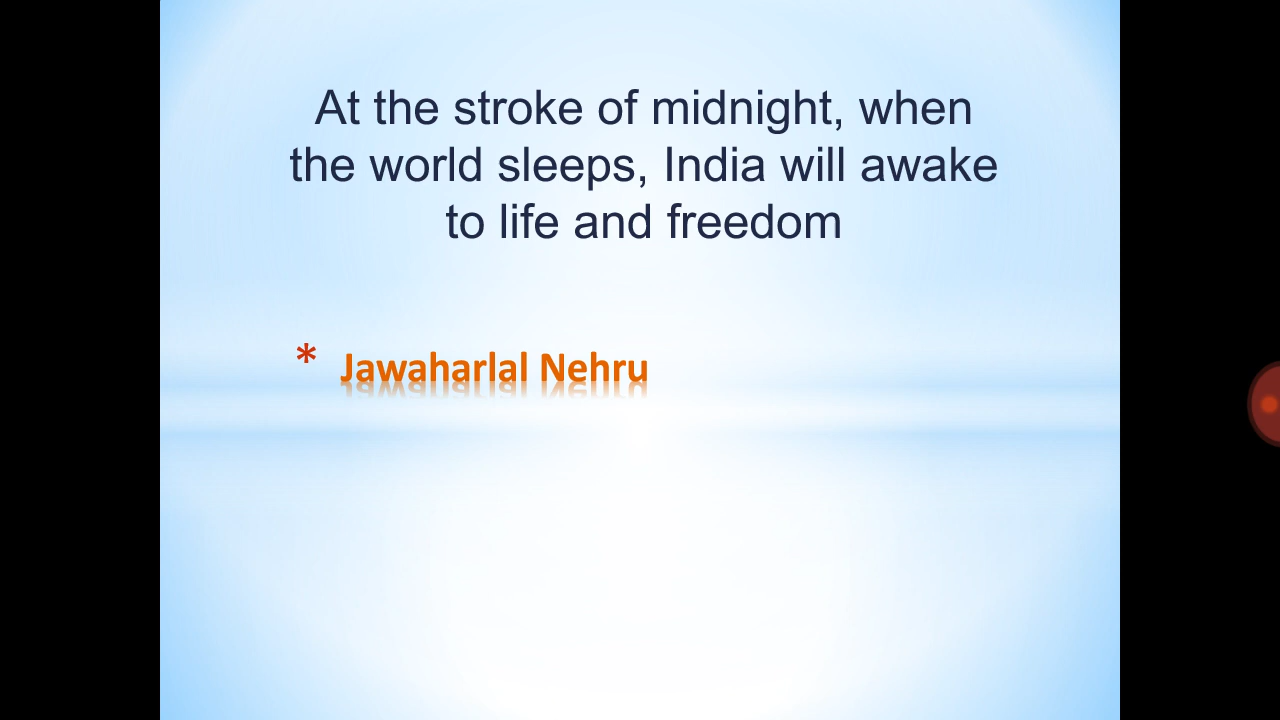 At the stroke of midnight, when
the world sleeps, India will awake
to life and freedom
* Jawaharlal Nehru